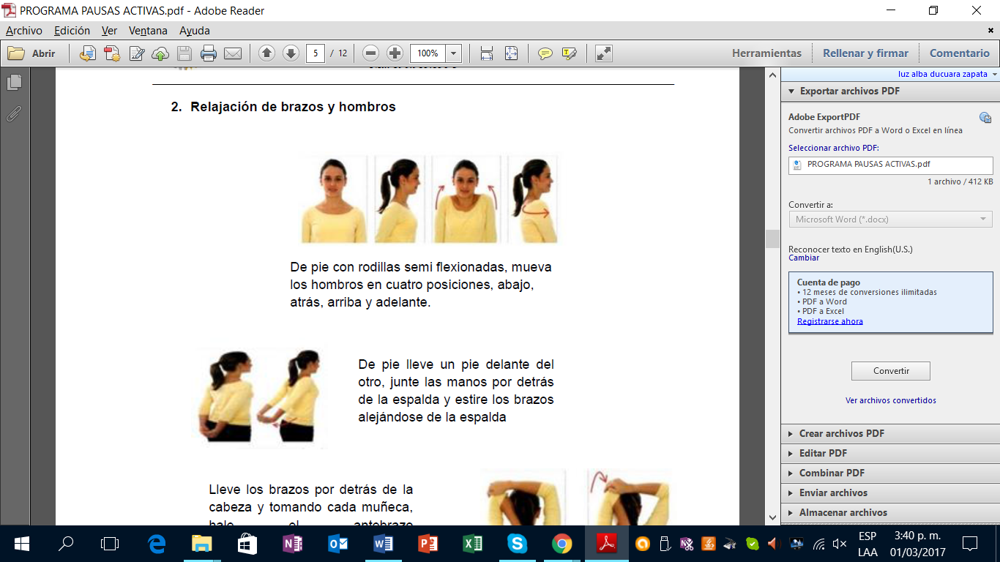 PROGRAMA PAUSAS ACTIVAS.pdf - Adobe Reader
Archivo Edición Ver Ventana Ayuda
Abrir 5 / 12 100% Herramientas Rellenar y firmar Comentario
2. Relajación de brazos y hombros
De pie con rodillas semi flexionadas, mueva
los hombros en cuatro posiciones, abajo,
atrás, arriba y adelante.
De pie lleve un pie delante del
otro, junte las manos por detrás
de la espalda y estire los brazos
alejándose de la espalda
Lleve los brazos por detrás de la
cabeza y tomando cada muñeca,
hale el antebrazo
luz alba ducuara zapata
Exportar archivos PDF
Adobe ExportPDF
Convertir archivos PDF a Word o Excel en línea
Seleccionar archivo PDF:
PROGRAMA PAUSAS ACTIVAS.pdf
1 archivo / 412 KB
Convertir a:
Microsoft Word (*.docx)
Reconocer texto en English(U.S.)
Cambiar
Cuenta de pago
• 12 meses de conversiones ilimitadas
• PDF a Word
• PDF a Excel
Registrarse ahora
Convertir
Ver archivos convertidos
Crear archivos PDF
Editar PDF
Combinar PDF
Enviar archivos
Almacenar archivos
ESP 3:40 p. m.
LAA 01/03/2017